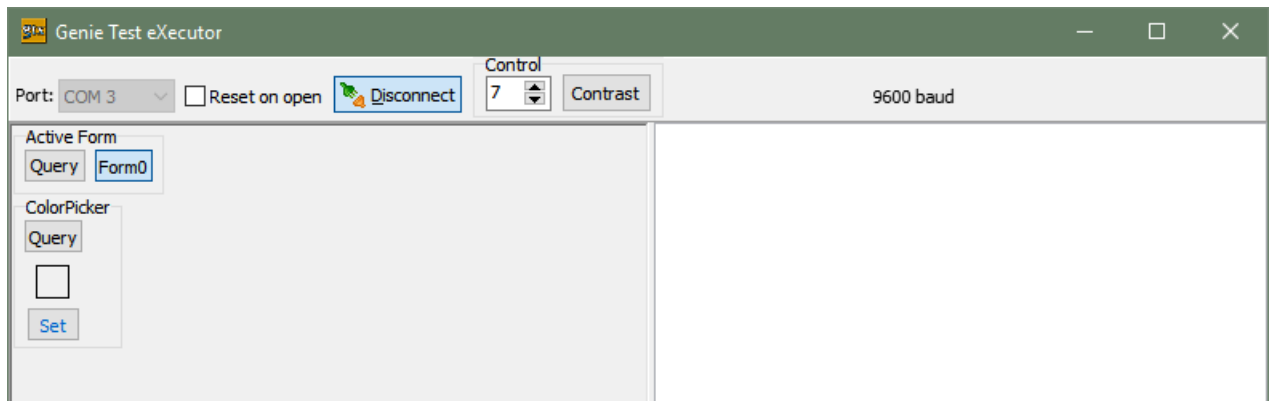 Genie Test eXecutor
Control
Port: COM 3 Reset on open Disconnect 7 Contrast 9600 baud
Active Form
Query Form0
ColorPicker
Query
Set